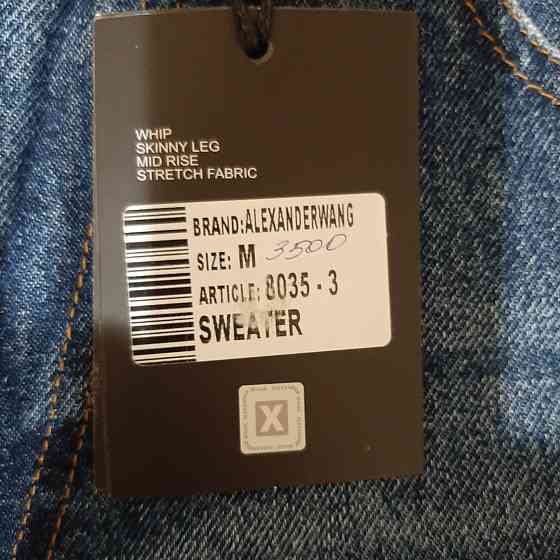 WHIP
SKINNY LEG
MID RISE
STRETCH FABRIC
BRAND:ALEXANDERWANG
SIZE: M 3500
ARTICLE: 8035 - 3
SWEATER
X